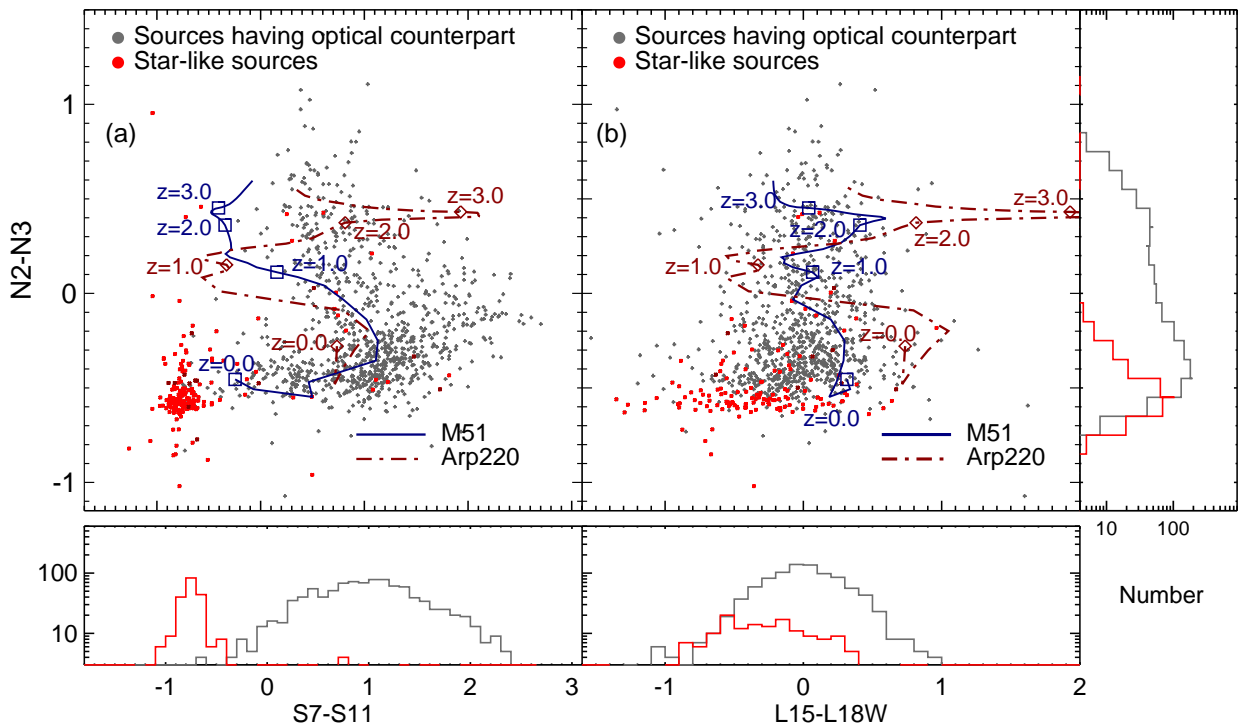 Sources having optical counterpart
Star-like sources
Sources having optical counterpart
Star-like sources
1
0
-1
N2-N3
(a)
z=3.0
z=2.0
z=1.0
z=1.0
z=0.0
z=3.0
z=2.0
z=0.0
M51
Arp220
(b)
z=3.0
z=2.0
z=1.0
z=1.0
z=0.0
z=3.0
z=2.0
z=0.0
M51
Arp220
10 100
100
10
Number
-1 0 1 2 3
S7-S11
-1 0 1 2
L15-L18W